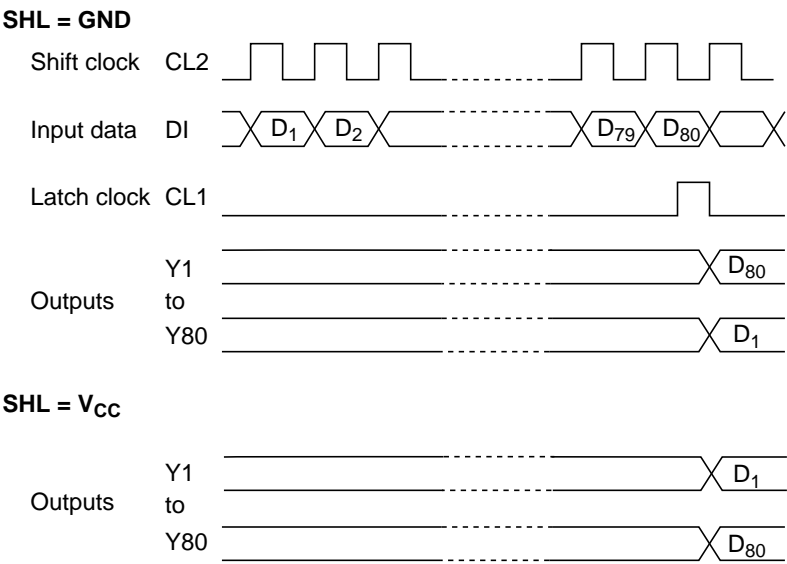 SHL = GND
Shift clock CL2
Input data DI D1 D2 D79 D80
Latch clock CL1
Y1 D80
Outputs to
Y80 D1
SHL = VCC
Y1 D1
Outputs to
Y80 D80